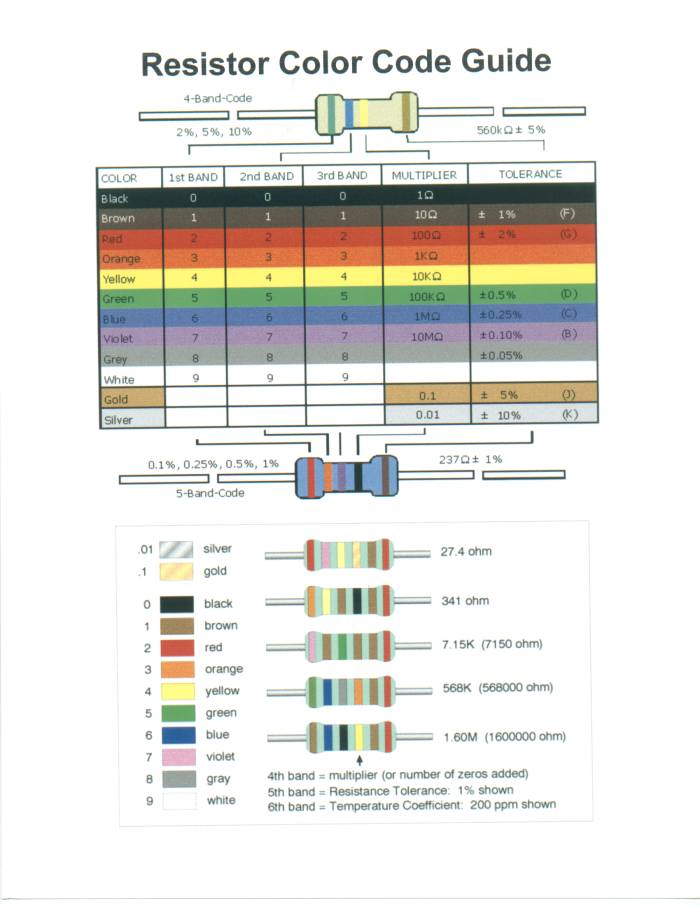 Resistor Color Code Guide
4-Band-Code
2%, 5%, 10%
560kΩ ± 5%
COLOR 1st BAND 2nd BAND 3rd BAND MULTIPLIER TOLERANCE
Black 0 0 0 1Ω
Brown 1 1 1 10Ω ± 1% (F)
Red 2 2 2 100Ω ± 2% (G)
Orange 3 3 3 1KΩ
Yellow 4 4 4 10KΩ
Green 5 5 5 100KΩ ±0.5% (D)
Blue 6 6 6 1MΩ ±0.25% (C)
Violet 7 7 7 10MΩ ±0.10% (B)
Grey 8 8 8 ±0.05%
White 9 9 9
Gold 0.1 ± 5% (J)
Silver 0.01 ± 10% (K)
0.1%, 0.25%, 0.5%, 1%
237Ω ± 1%
5-Band-Code
.01 silver
.1 gold
0 black
1 brown
2 red
3 orange
4 yellow
5 green
6 blue
7 violet
8 gray
9 white
27.4 ohm
341 ohm
7.15K (7150 ohm)
568K (568000 ohm)
1.60M (1600000 ohm)
4th band = multiplier (or number of zeros added)
5th band = Resistance Tolerance: 1% shown
6th band = Temperature Coefficient: 200 ppm shown